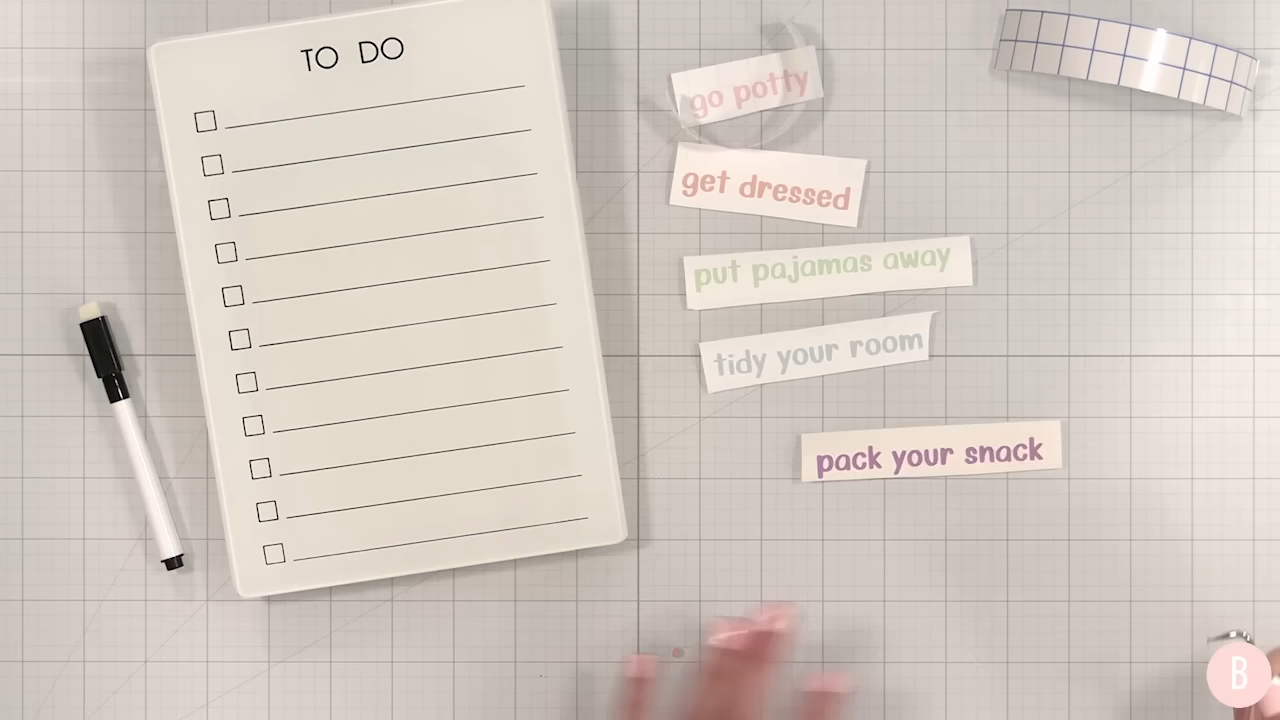 TO DO
go potty
get dressed
put pajamas away
tidy your room
pack your snack
B